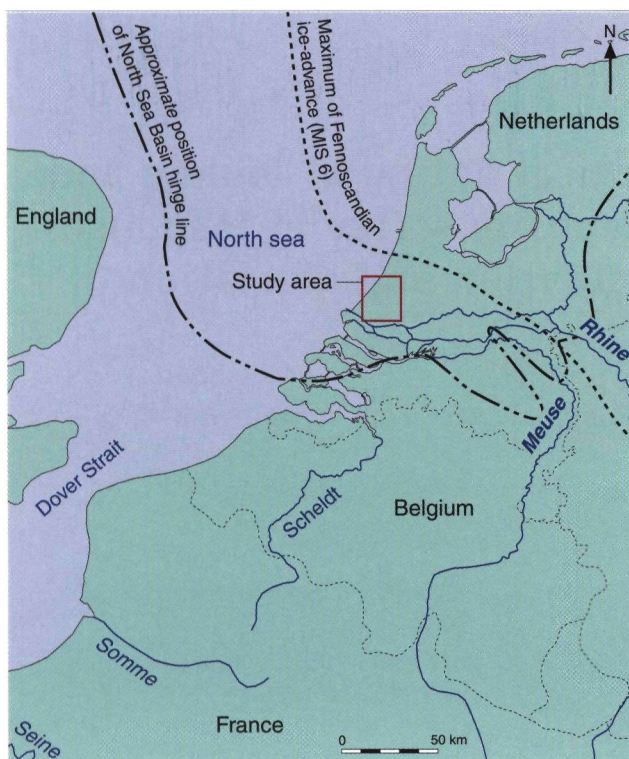 N
Approximate position
of North Sea Basin hinge line
Maximum of Fennoscandian
ice-advance (MIS 6)
Netherlands
England
North sea
Study area
Rhine
Meuse
Dover Strait
Scheldt
Belgium
Somme
France
Seine
0 50 km